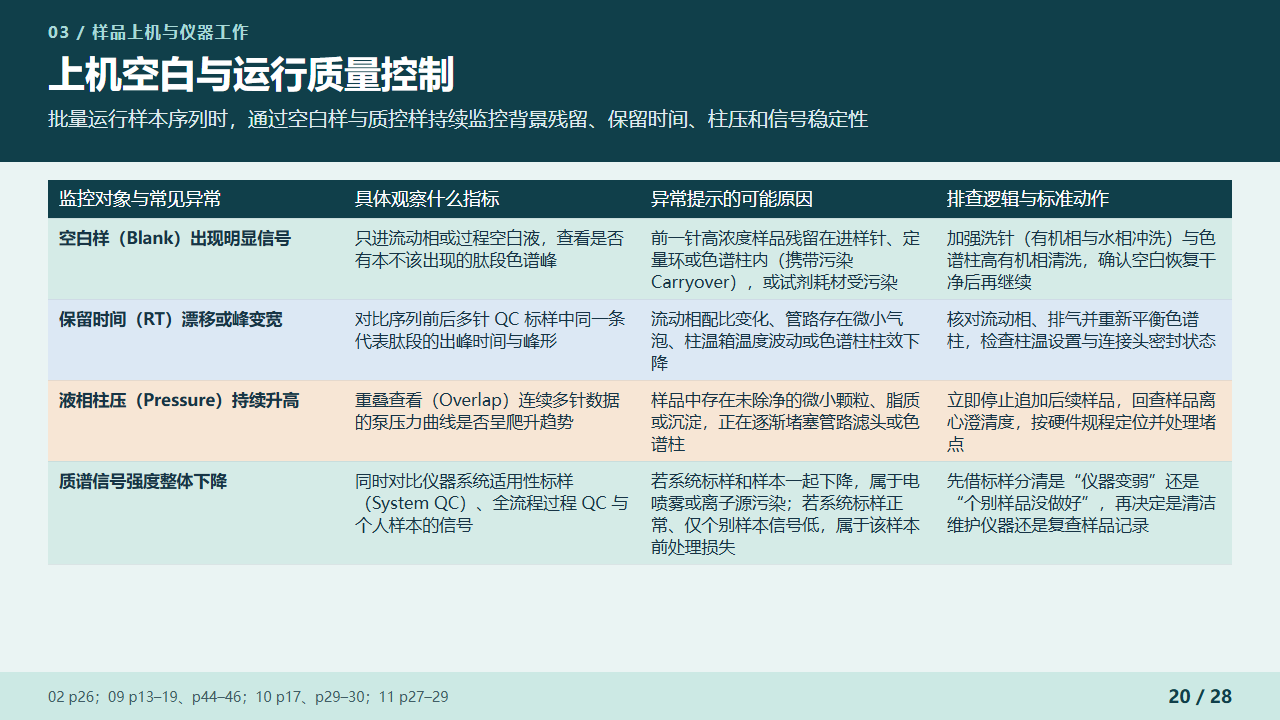 03 / 样品上机与仪器工作
上机空白与运行质量控制
批量运行样本序列时，通过空白样与质控样持续监控背景残留、保留时间、柱压和信号稳定性
监控对象与常见异常
具体观察什么指标
异常提示的可能原因
排查逻辑与标准动作
空白样（Blank）出现明显信号
只进流动相或过程空白液，查看是否
有本不该出现的肽段色谱峰
前一针高浓度样品残留在进样针、定
量环或色谱柱内（携带污染
Carryover），或试剂耗材受污染
加强洗针（有机相与水相冲洗）与色
谱柱高有机相清洗，确认空白恢复干
净后再继续
保留时间（RT）漂移或峰变宽
对比序列前后多针 QC 标样中同一条
代表肽段的出峰时间与峰形
流动相配比变化、管路存在微小气
泡、柱温箱温度波动或色谱柱柱效下
降
核对流动相、排气并重新平衡色谱
柱，检查柱温设置与连接头密封状态
液相柱压（Pressure）持续升高
重叠查看（Overlap）连续多针数据
的泵压力曲线是否呈爬升趋势
样品中存在未除净的微小颗粒、脂质
或沉淀，正在逐渐堵塞管路滤头或色
谱柱
立即停止追加后续样品，回查样品离
心澄清度，按硬件规程定位并处理堵
点
质谱信号强度整体下降
同时对比仪器系统适用性标样
（System QC）、全流程过程 QC 与
个人样本的信号
若系统标样和样本一起下降，属于电
喷雾或离子源污染；若系统标样正
常、仅个别样本信号低，属于该样本
前处理损失
先借标样分清是“仪器变弱”还是
“个别样品没做好”，再决定是清洁
维护仪器还是复查样品记录
02 p26；09 p13–19、p44–46；10 p17、p29–30；11 p27–29
20 / 28